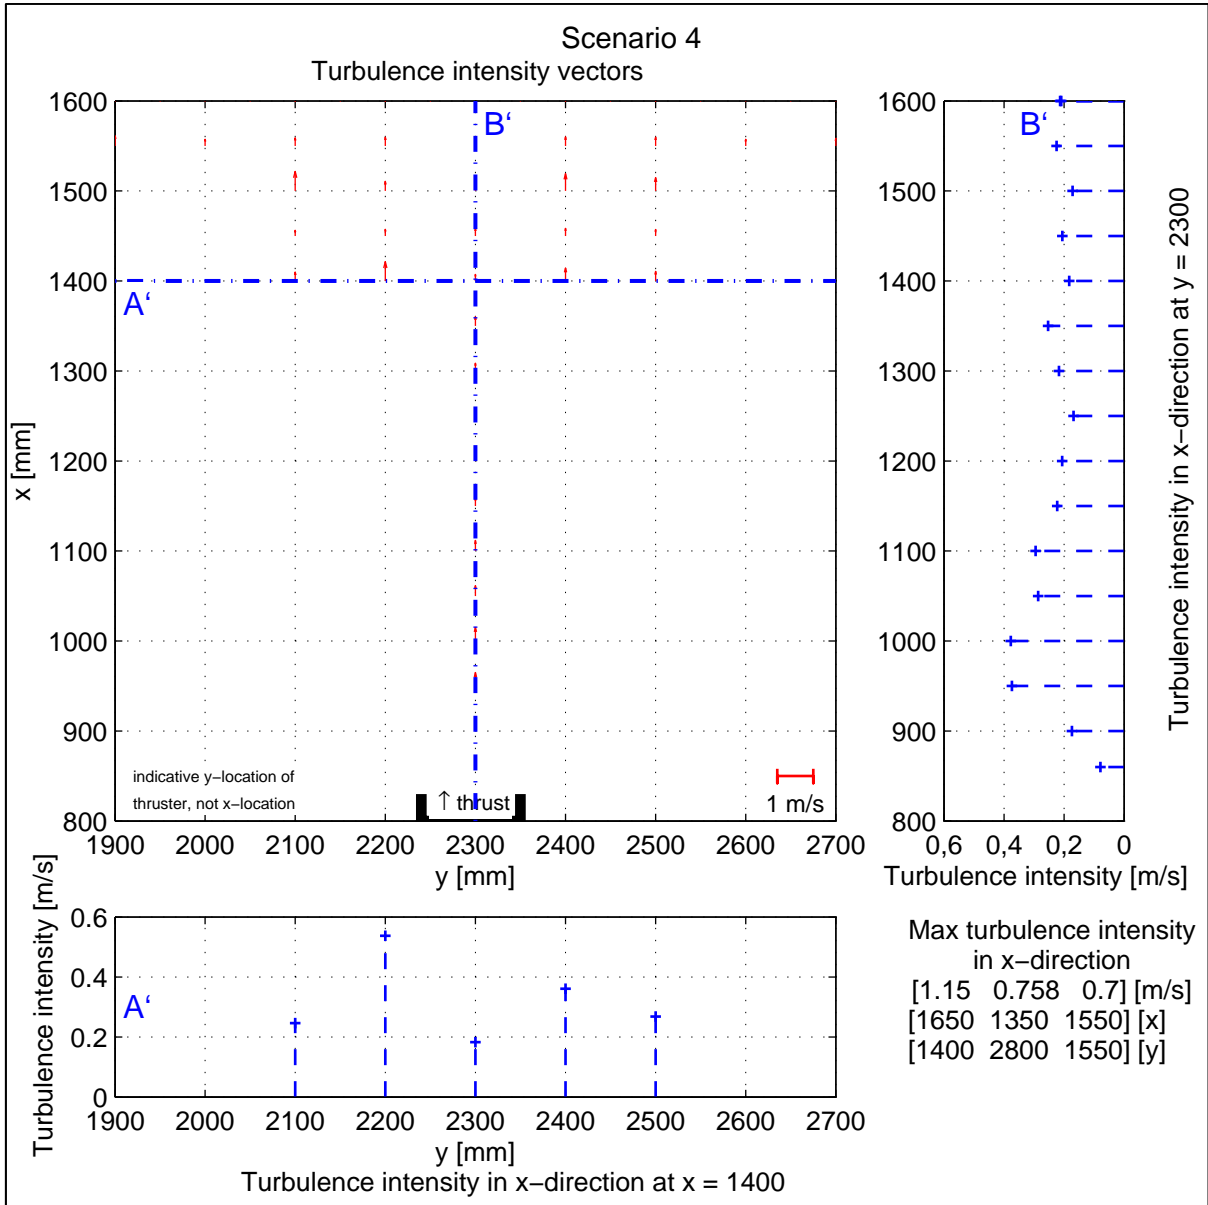 Scenario 4
Turbulence intensity vectors
1600
1500
1400
1300
1200
1100
1000
900
800
x [mm]
B‘
A‘
indicative y−location of
thruster, not x−location
↑ thrust
1 m/s
1900 2000 2100 2200 2300 2400 2500 2600 2700
y [mm]
1600
1500
1400
1300
1200
1100
1000
900
800
B‘
0,6 0,4 0,2 0
Turbulence intensity [m/s]
Turbulence intensity in x−direction at y = 2300
Turbulence intensity [m/s]
0.6
0.4
0.2
0
A‘
1900 2000 2100 2200 2300 2400 2500 2600 2700
y [mm]
Turbulence intensity in x−direction at x = 1400
Max turbulence intensity
in x−direction
[1.15 0.758 0.7] [m/s]
[1650 1350 1550] [x]
[1400 2800 1550] [y]